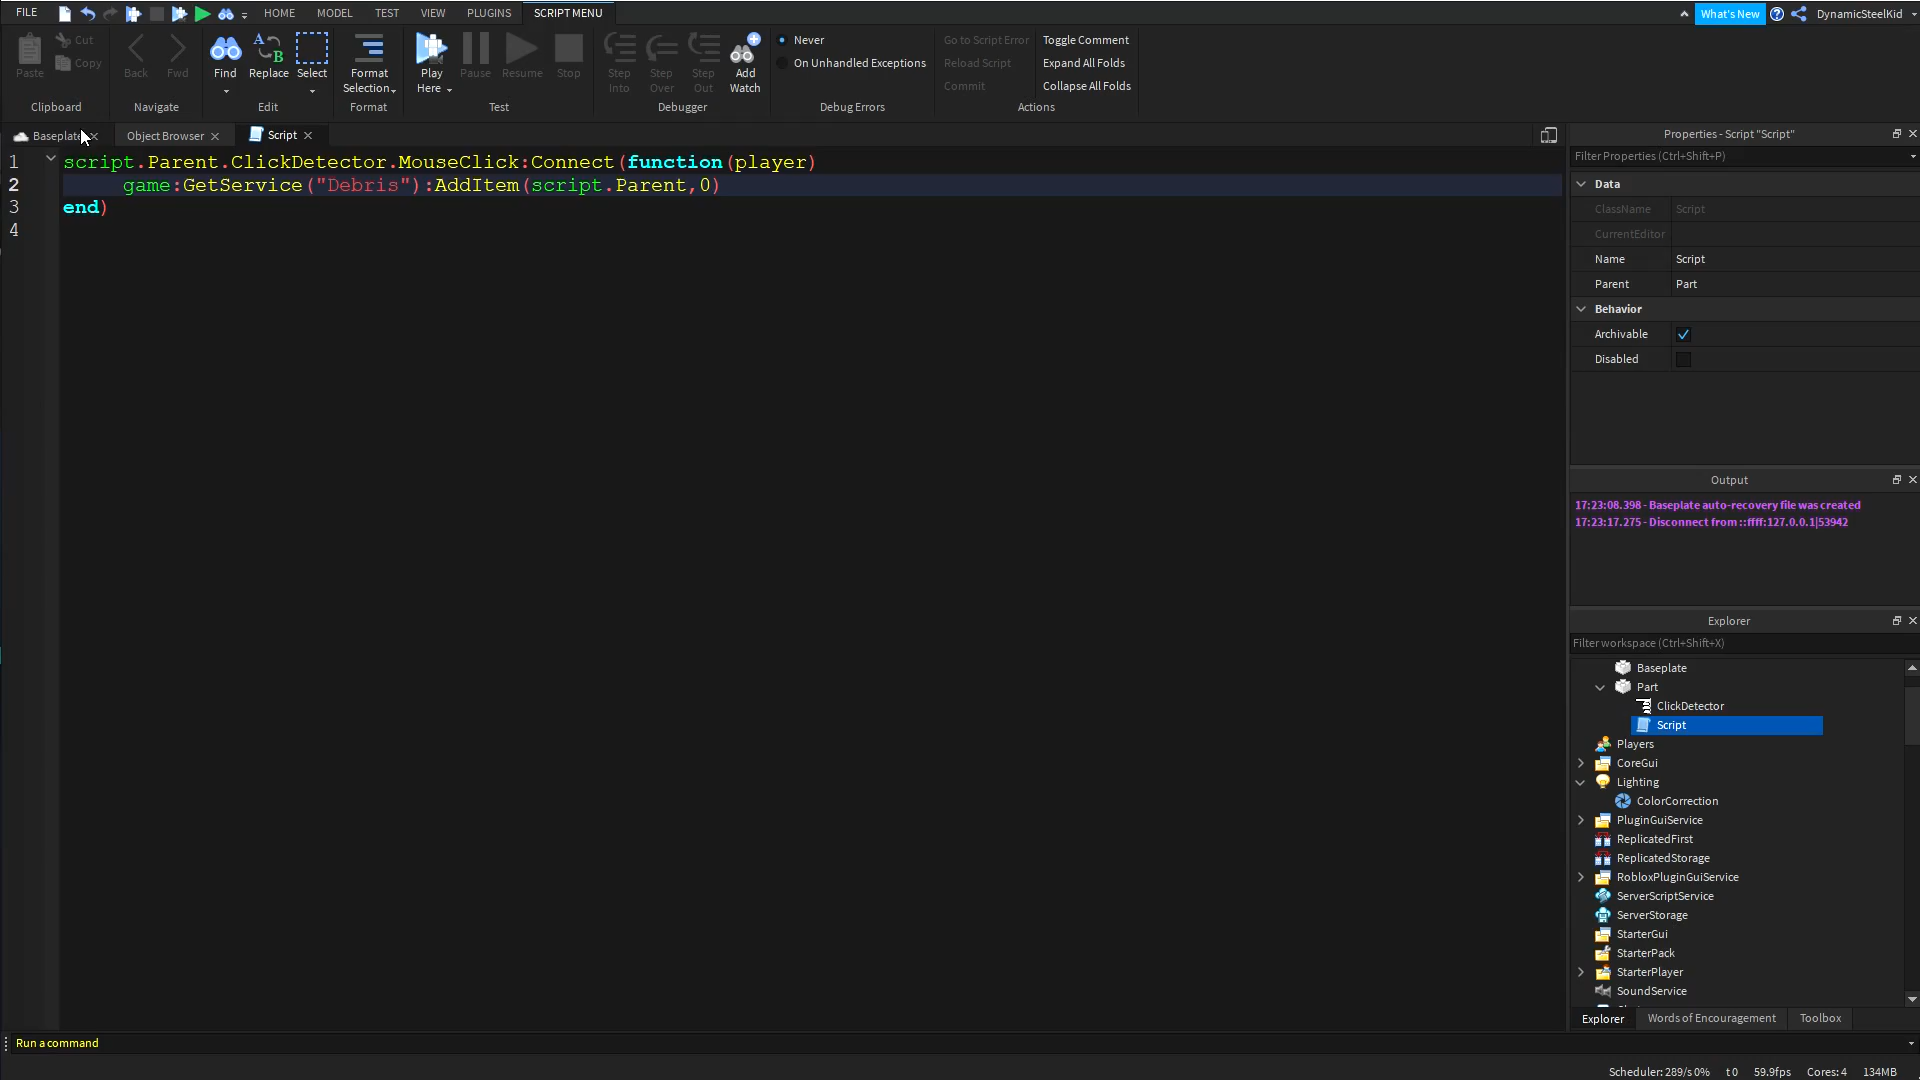 FILE
HOME
MODEL
TEST
VIEW
PLUGINS
SCRIPT MENU
What's New
DynamicSteelKid
Paste
Cut
Copy
Clipboard
Back
Fwd
Navigate
Find
A
B
Replace
Select
Edit
Format
Selection
Format
Play
Here
Pause
Resume
Stop
Test
Step
Into
Step
Over
Step
Out
Add
Watch
Debugger
Never
On Unhandled Exceptions
Debug Errors
Go to Script Error
Reload Script
Commit
Toggle Comment
Expand All Folds
Collapse All Folds
Actions
Baseplate
Object Browser
Script
1 script.Parent.ClickDetector.MouseClick:Connect(function(player)
2 game:GetService("Debris"):AddItem(script.Parent,0)
3 end)
4
Properties - Script "Script"
Filter Properties (Ctrl+Shift+P)
Data
ClassName Script
CurrentEditor
Name Script
Parent Part
Behavior
Archivable
Disabled
Output
17:23:08.398 - Baseplate auto-recovery file was created
17:23:17.275 - Disconnect from ::ffff:127.0.0.1|53942
Explorer
Filter workspace (Ctrl+Shift+X)
Baseplate
Part
ClickDetector
Script
Players
CoreGui
Lighting
ColorCorrection
PluginGuiService
ReplicatedFirst
ReplicatedStorage
RobloxPluginGuiService
ServerScriptService
ServerStorage
StarterGui
StarterPack
StarterPlayer
SoundService
Explorer
Words of Encouragement
Toolbox
Run a command
Scheduler: 289/s 0% t 0 59.9fps Cores: 4 134MB